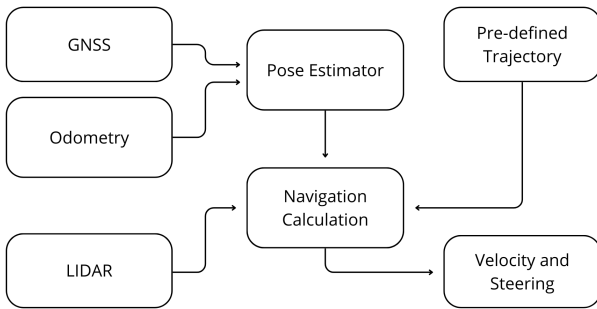 GNSS
Pose Estimator
Pre-defined
Trajectory
Odometry
Navigation
Calculation
LIDAR
Velocity and
Steering